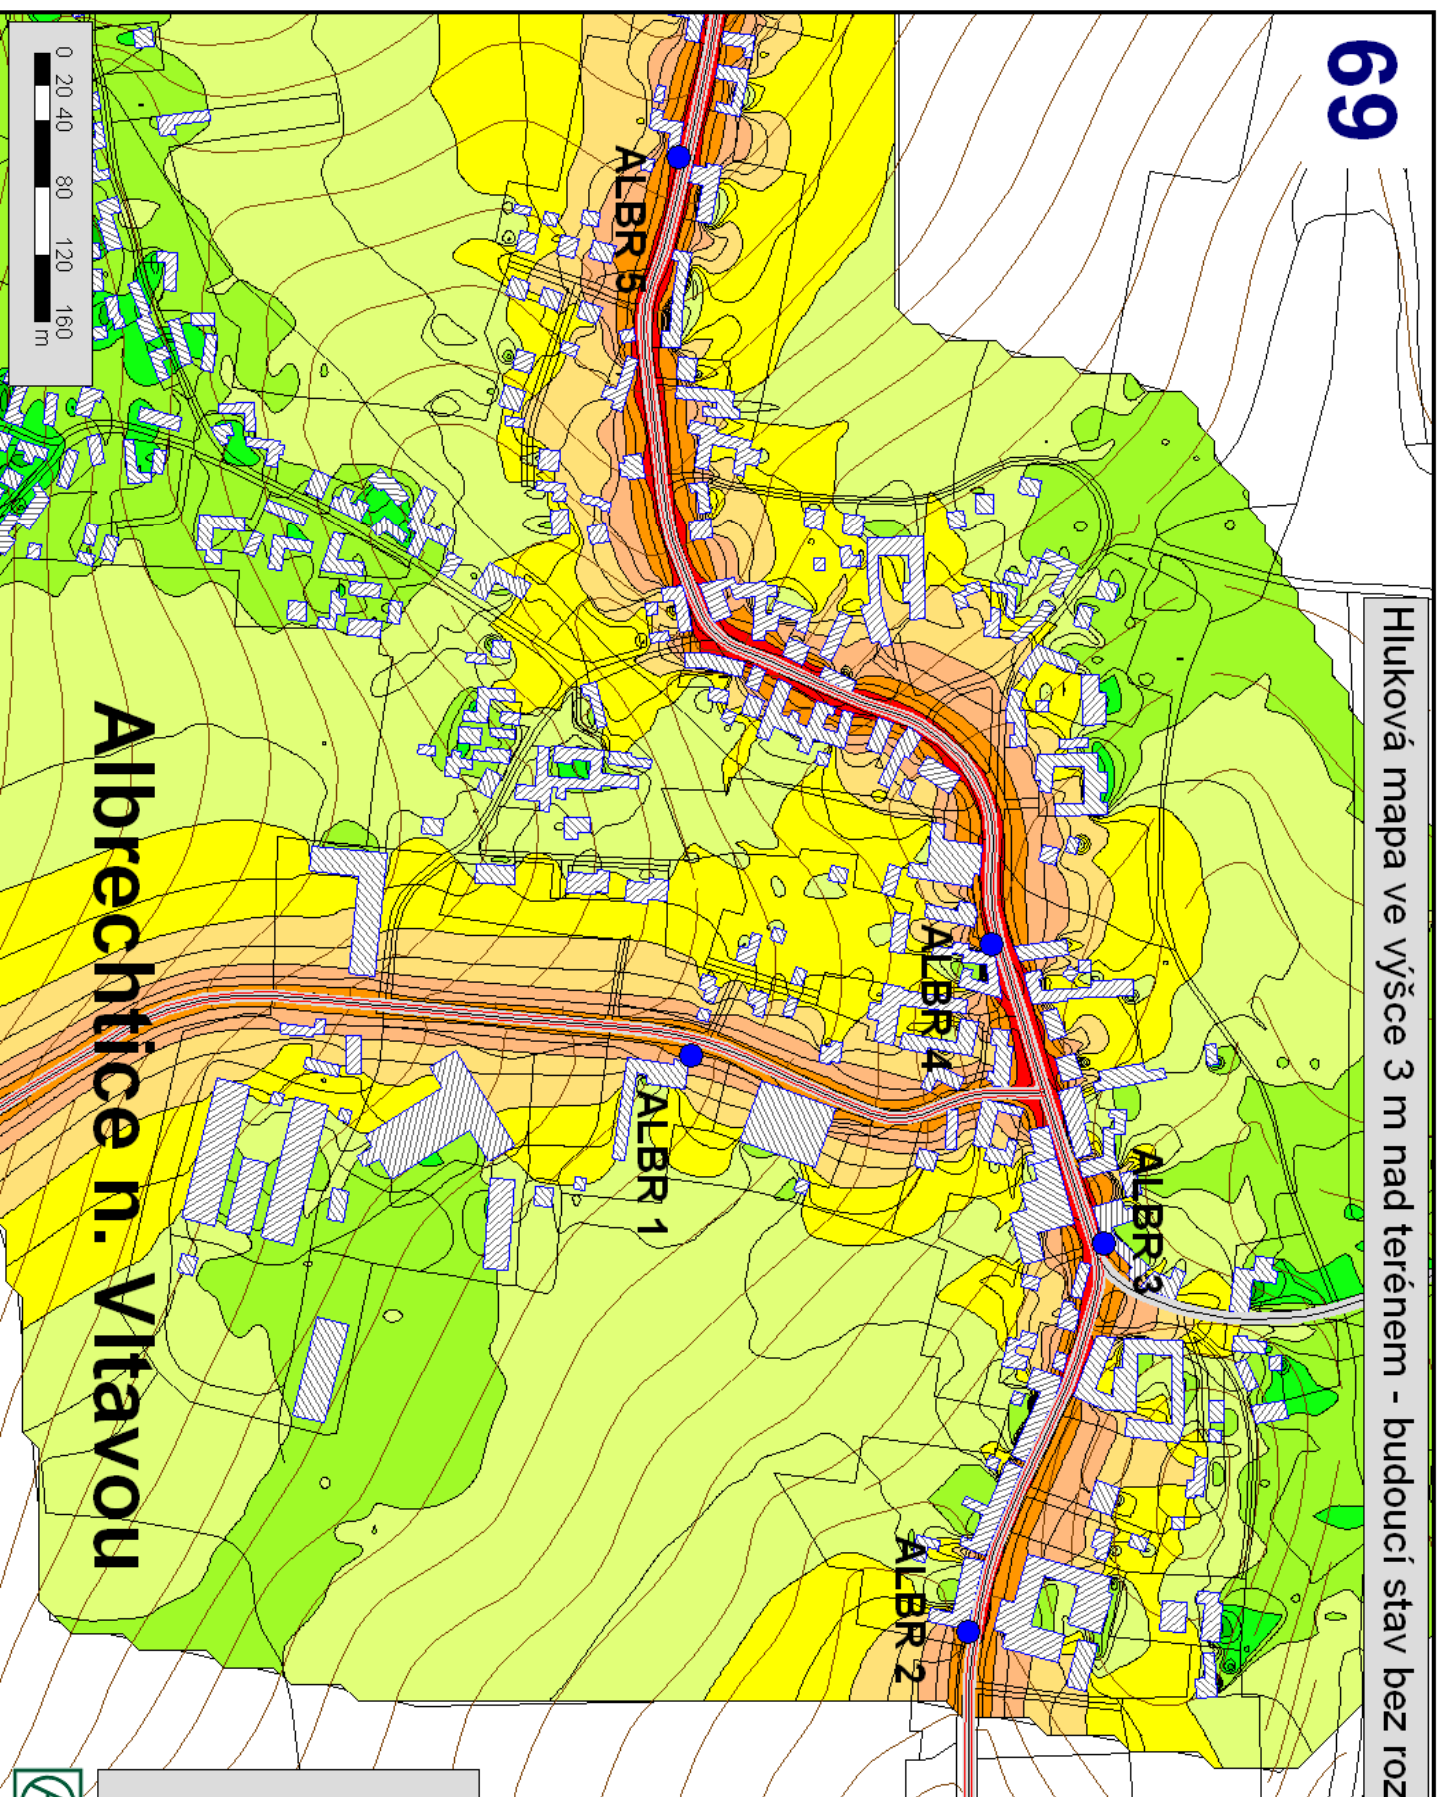 69
Hluková mapa ve výšce 3 m nad terénem - budoucí stav bez roz
ALBR 5
ALBR 4
ALBR 3
ALBR 1
ALBR 2
Albrechtice n. Vltavou
0 20 40 80 120 160
m